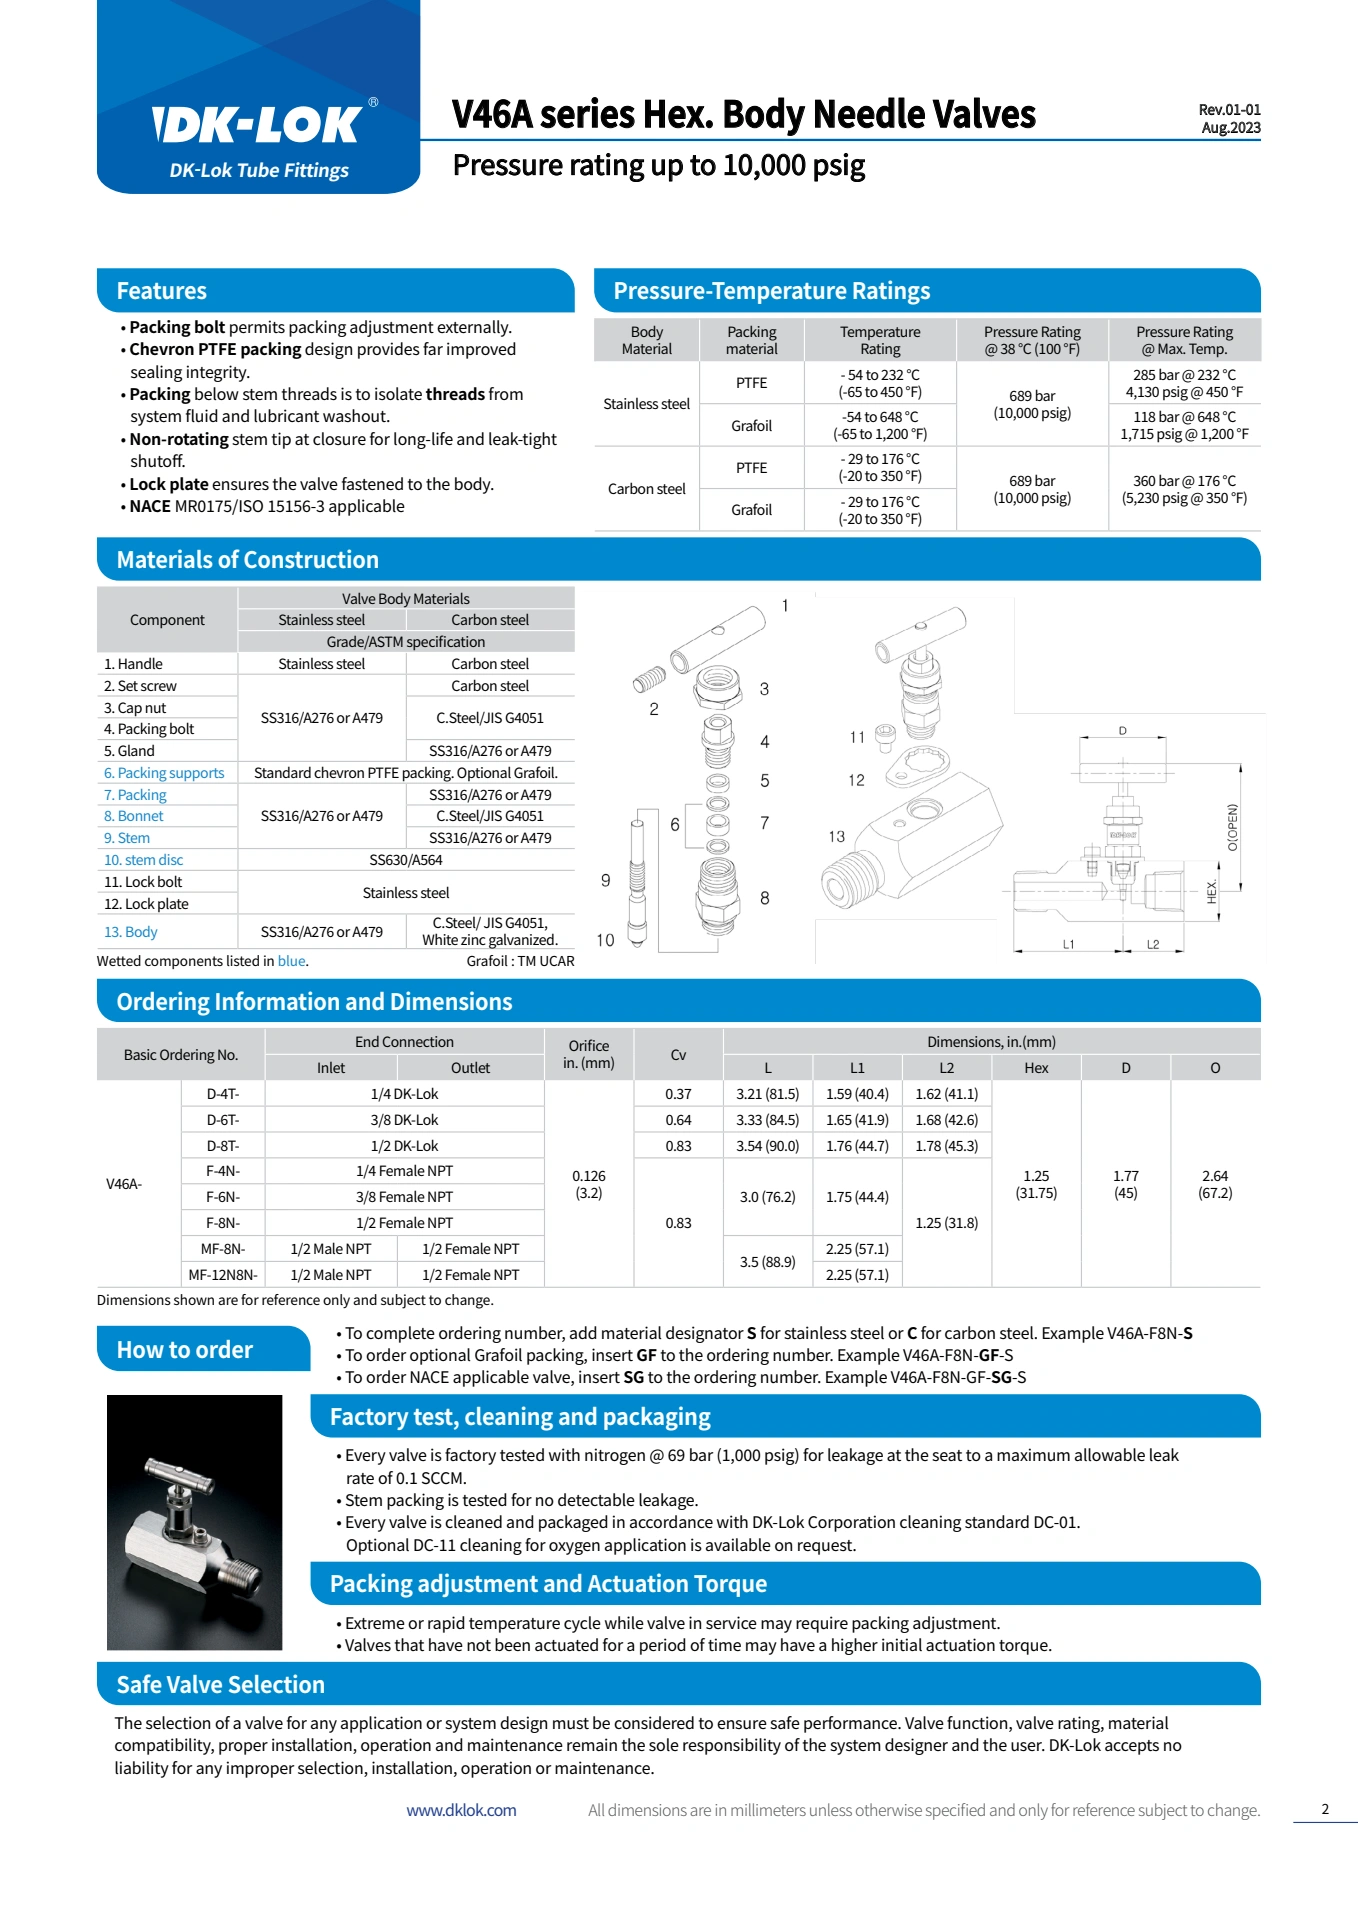 DK-LOK®
DK-Lok Tube Fittings
V46A series Hex. Body Needle Valves
Rev.01-01
Aug.2023
Pressure rating up to 10,000 psig
Features
• Packing bolt permits packing adjustment externally.
• Chevron PTFE packing design provides far improved
sealing integrity.
• Packing below stem threads is to isolate threads from
system fluid and lubricant washout.
• Non-rotating stem tip at closure for long-life and leak-tight
shutoff.
• Lock plate ensures the valve fastened to the body.
• NACE MR0175/ISO 15156-3 applicable
Pressure-Temperature Ratings
Body Material | Packing material | Temperature Rating | Pressure Rating @ 38 °C (100 °F) | Pressure Rating @ Max. Temp.
Stainless steel | PTFE | - 54 to 232 °C (-65 to 450 °F) | 689 bar (10,000 psig) | 285 bar @ 232 °C 4,130 psig @ 450 °F
Grafoil | -54 to 648 °C (-65 to 1,200 °F) | 118 bar @ 648 °C 1,715 psig @ 1,200 °F
Carbon steel | PTFE | - 29 to 176 °C (-20 to 350 °F) | 689 bar (10,000 psig) | 360 bar @ 176 °C (5,230 psig @ 350 °F)
Grafoil | - 29 to 176 °C (-20 to 350 °F)
Materials of Construction
Component | Valve Body Materials
Stainless steel | Carbon steel
Grade/ASTM specification
1. Handle | Stainless steel | Carbon steel
2. Set screw | SS316/A276 or A479 | Carbon steel
3. Cap nut | C.Steel/JIS G4051
4. Packing bolt
5. Gland | SS316/A276 or A479
6. Packing supports | Standard chevron PTFE packing. Optional Grafoil.
7. Packing | SS316/A276 or A479 | SS316/A276 or A479
8. Bonnet | C.Steel/JIS G4051
9. Stem | SS316/A276 or A479
10. stem disc | SS630/A564
11. Lock bolt | Stainless steel
12. Lock plate
13. Body | SS316/A276 or A479 | C.Steel/ JIS G4051, White zinc galvanized.
Wetted components listed in blue. Grafoil : TM UCAR
1
2
3
4
5
6
7
8
9
10
11
12
13
D
DK-LOK
O(OPEN)
HEX.
L1
L2
Ordering Information and Dimensions
Basic Ordering No. | End Connection | Orifice in. (mm) | Cv | Dimensions, in.(mm)
Inlet | Outlet | L | L1 | L2 | Hex | D | O
V46A- | D-4T- | 1/4 DK-Lok | 0.126 (3.2) | 0.37 | 3.21 (81.5) | 1.59 (40.4) | 1.62 (41.1) | 1.25 (31.75) | 1.77 (45) | 2.64 (67.2)
D-6T- | 3/8 DK-Lok | 0.64 | 3.33 (84.5) | 1.65 (41.9) | 1.68 (42.6)
D-8T- | 1/2 DK-Lok | 0.83 | 3.54 (90.0) | 1.76 (44.7) | 1.78 (45.3)
F-4N- | 1/4 Female NPT | 0.83 | 3.0 (76.2) | 1.75 (44.4) | 1.25 (31.8)
F-6N- | 3/8 Female NPT
F-8N- | 1/2 Female NPT
MF-8N- | 1/2 Male NPT | 1/2 Female NPT | 3.5 (88.9) | 2.25 (57.1)
MF-12N8N- | 1/2 Male NPT | 1/2 Female NPT | 2.25 (57.1)
Dimensions shown are for reference only and subject to change.
How to order
• To complete ordering number, add material designator S for stainless steel or C for carbon steel. Example V46A-F8N-S
• To order optional Grafoil packing, insert GF to the ordering number. Example V46A-F8N-GF-S
• To order NACE applicable valve, insert SG to the ordering number. Example V46A-F8N-GF-SG-S
Factory test, cleaning and packaging
• Every valve is factory tested with nitrogen @ 69 bar (1,000 psig) for leakage at the seat to a maximum allowable leak
rate of 0.1 SCCM.
• Stem packing is tested for no detectable leakage.
• Every valve is cleaned and packaged in accordance with DK-Lok Corporation cleaning standard DC-01.
Optional DC-11 cleaning for oxygen application is available on request.
Packing adjustment and Actuation Torque
• Extreme or rapid temperature cycle while valve in service may require packing adjustment.
• Valves that have not been actuated for a period of time may have a higher initial actuation torque.
Safe Valve Selection
The selection of a valve for any application or system design must be considered to ensure safe performance. Valve function, valve rating, material
compatibility, proper installation, operation and maintenance remain the sole responsibility of the system designer and the user. DK-Lok accepts no
liability for any improper selection, installation, operation or maintenance.
www.dklok.com
All dimensions are in millimeters unless otherwise specified and only for reference subject to change.
2